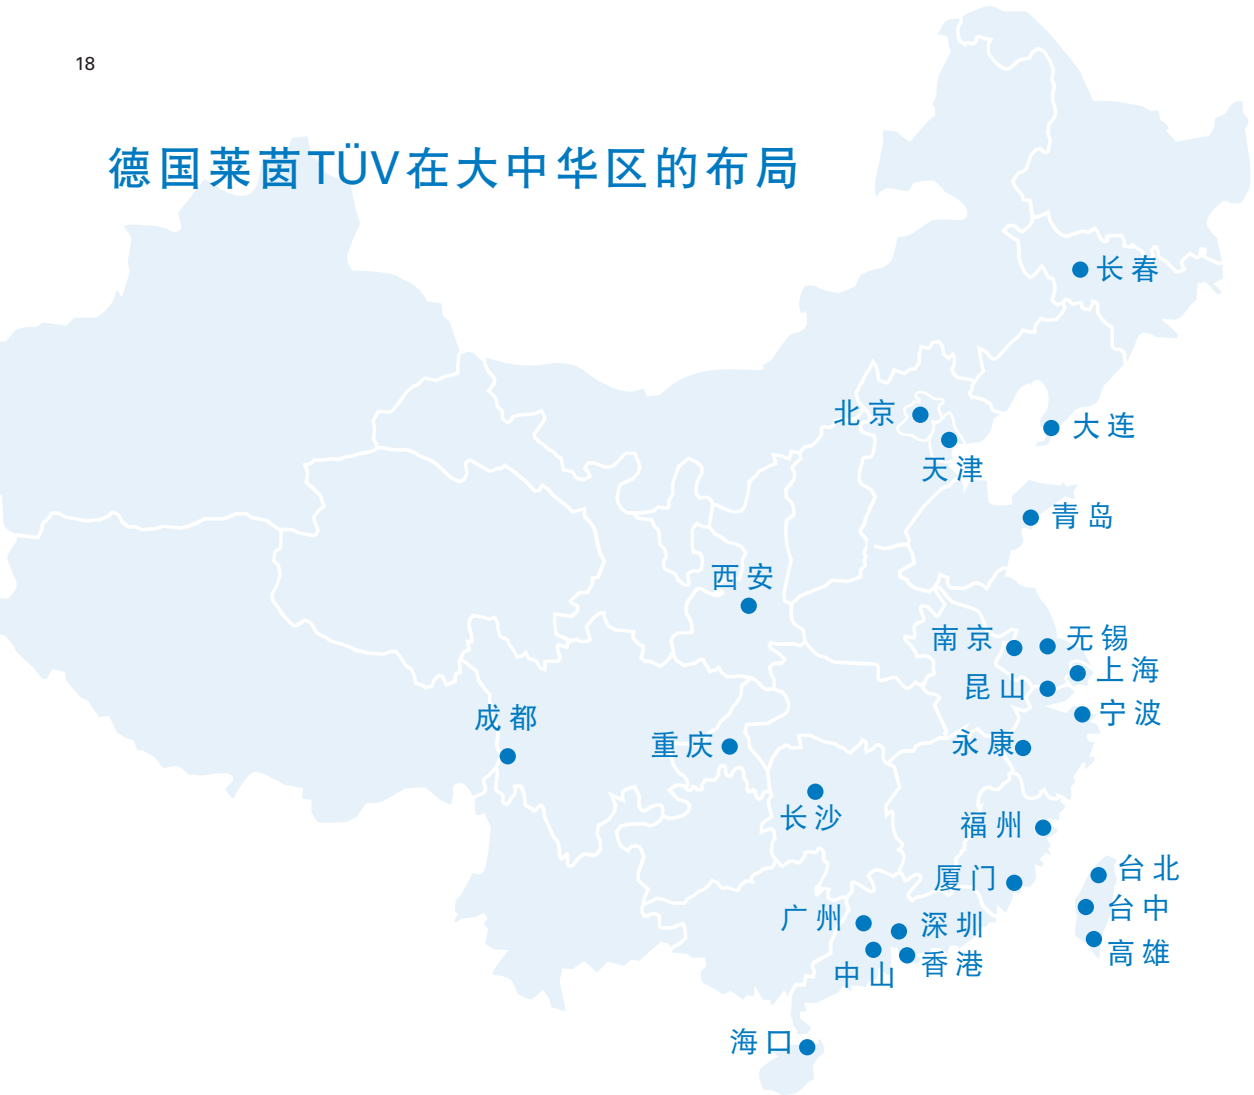 18
德国莱茵TÜV在大中华区的布局
长春
北京
大连
天津
青岛
西安
南京
无锡
上海
昆山
宁波
成都
重庆
永康
长沙
福州
厦门
台北
台中
广州
深圳
高雄
香港
中山
海口